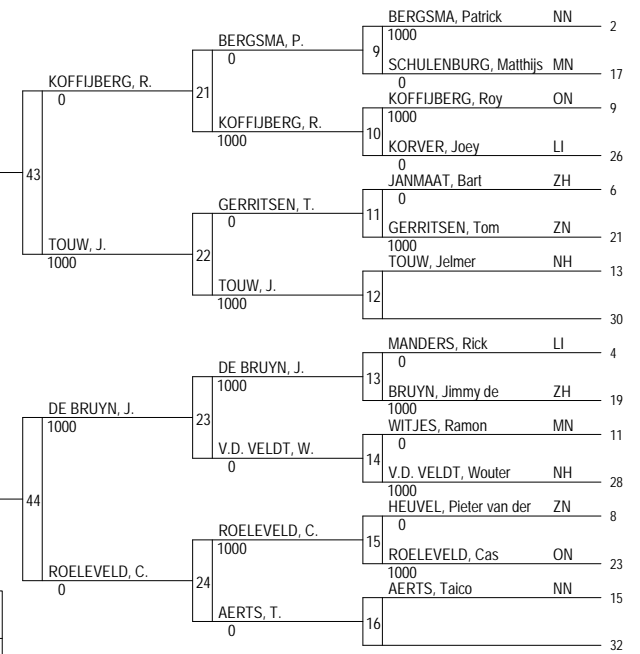 BERGSMA, Patrick NN 2
1000
BERGSMA, P. 9
0
SCHULENBURG, Matthijs MN 17
0
KOFFIJBERG, R. 21
0
KOFFIJBERG, Roy ON 9
1000
KOFFIJBERG, R. 10
1000
KORVER, Joey LI 26
0
43
JANMAAT, Bart ZH 6
0
GERRITSEN, T. 11
0
GERRITSEN, Tom ZN 21
1000
TOUW, J. 22
1000
TOUW, Jelmer NH 13
TOUW, J. 12
1000
30
MANDERS, Rick LI 4
0
DE BRUYN, J. 13
1000
BRUYN, Jimmy de ZH 19
1000
DE BRUYN, J. 23
1000
WITJES, Ramon MN 11
0
V.D. VELDT, W. 14
0
V.D. VELDT, Wouter NH 28
1000
44
HEUVEL, Pieter van der ZN 8
0
ROELEVELD, C. 15
1000
ROELEVELD, Cas ON 23
1000
ROELEVELD, C. 24
0
AERTS, Taico NN 15
AERTS, T. 16
0
32